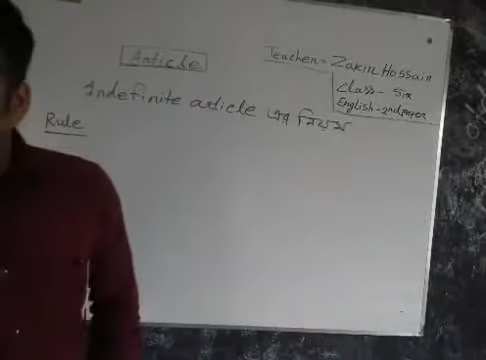 Article
Teacher = Zakir Hossain
Class - Six
English - 2nd paper
Indefinite article এর নিয়ম
Rule